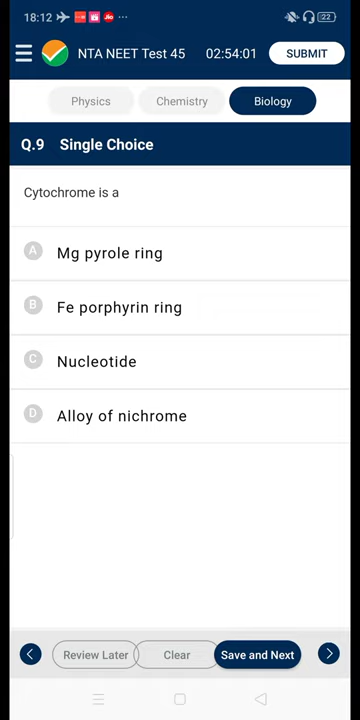 18:12 Jio ... 22
NTA NEET Test 45 02:54:01 SUBMIT
Physics Chemistry Biology
Q.9 Single Choice
Cytochrome is a
A Mg pyrole ring
B Fe porphyrin ring
C Nucleotide
D Alloy of nichrome
Review Later Clear Save and Next